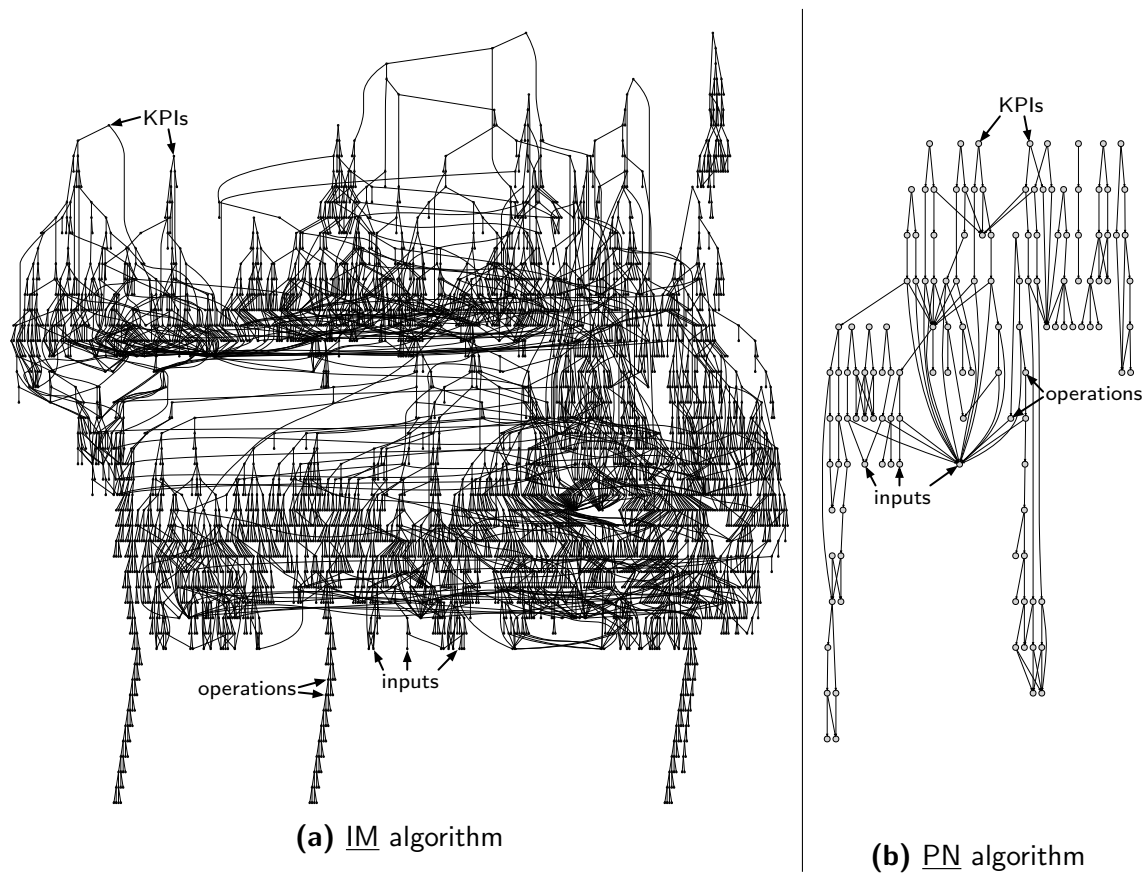 KPIs
KPIs
operations
operations
inputs
inputs
(a) IM algorithm
(b) PN algorithm